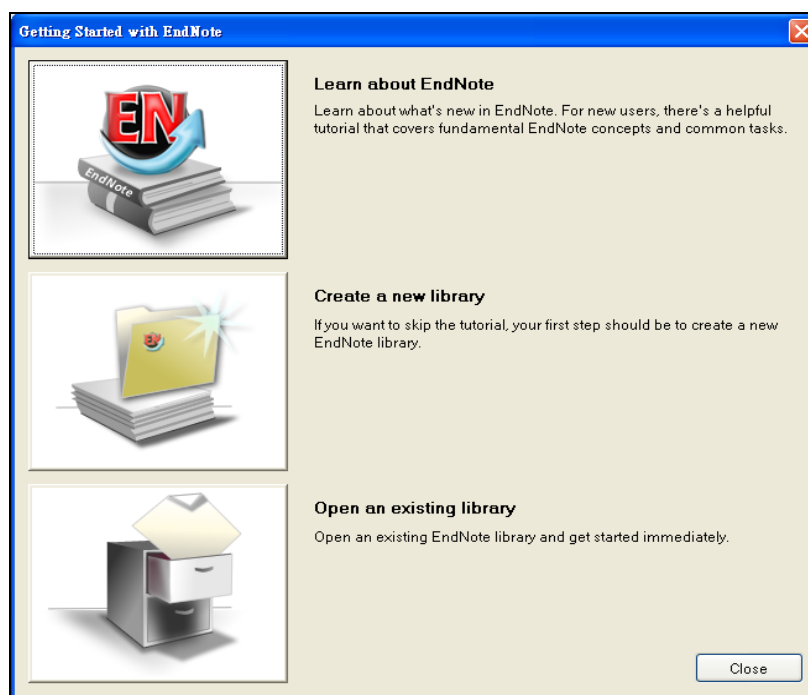 Getting Started with EndNote
EN
EndNote
Learn about EndNote
Learn about what's new in EndNote. For new users, there's a helpful
tutorial that covers fundamental EndNote concepts and common tasks.
EN
Create a new library
If you want to skip the tutorial, your first step should be to create a new
EndNote library.
Open an existing library
Open an existing EndNote library and get started immediately.
Close